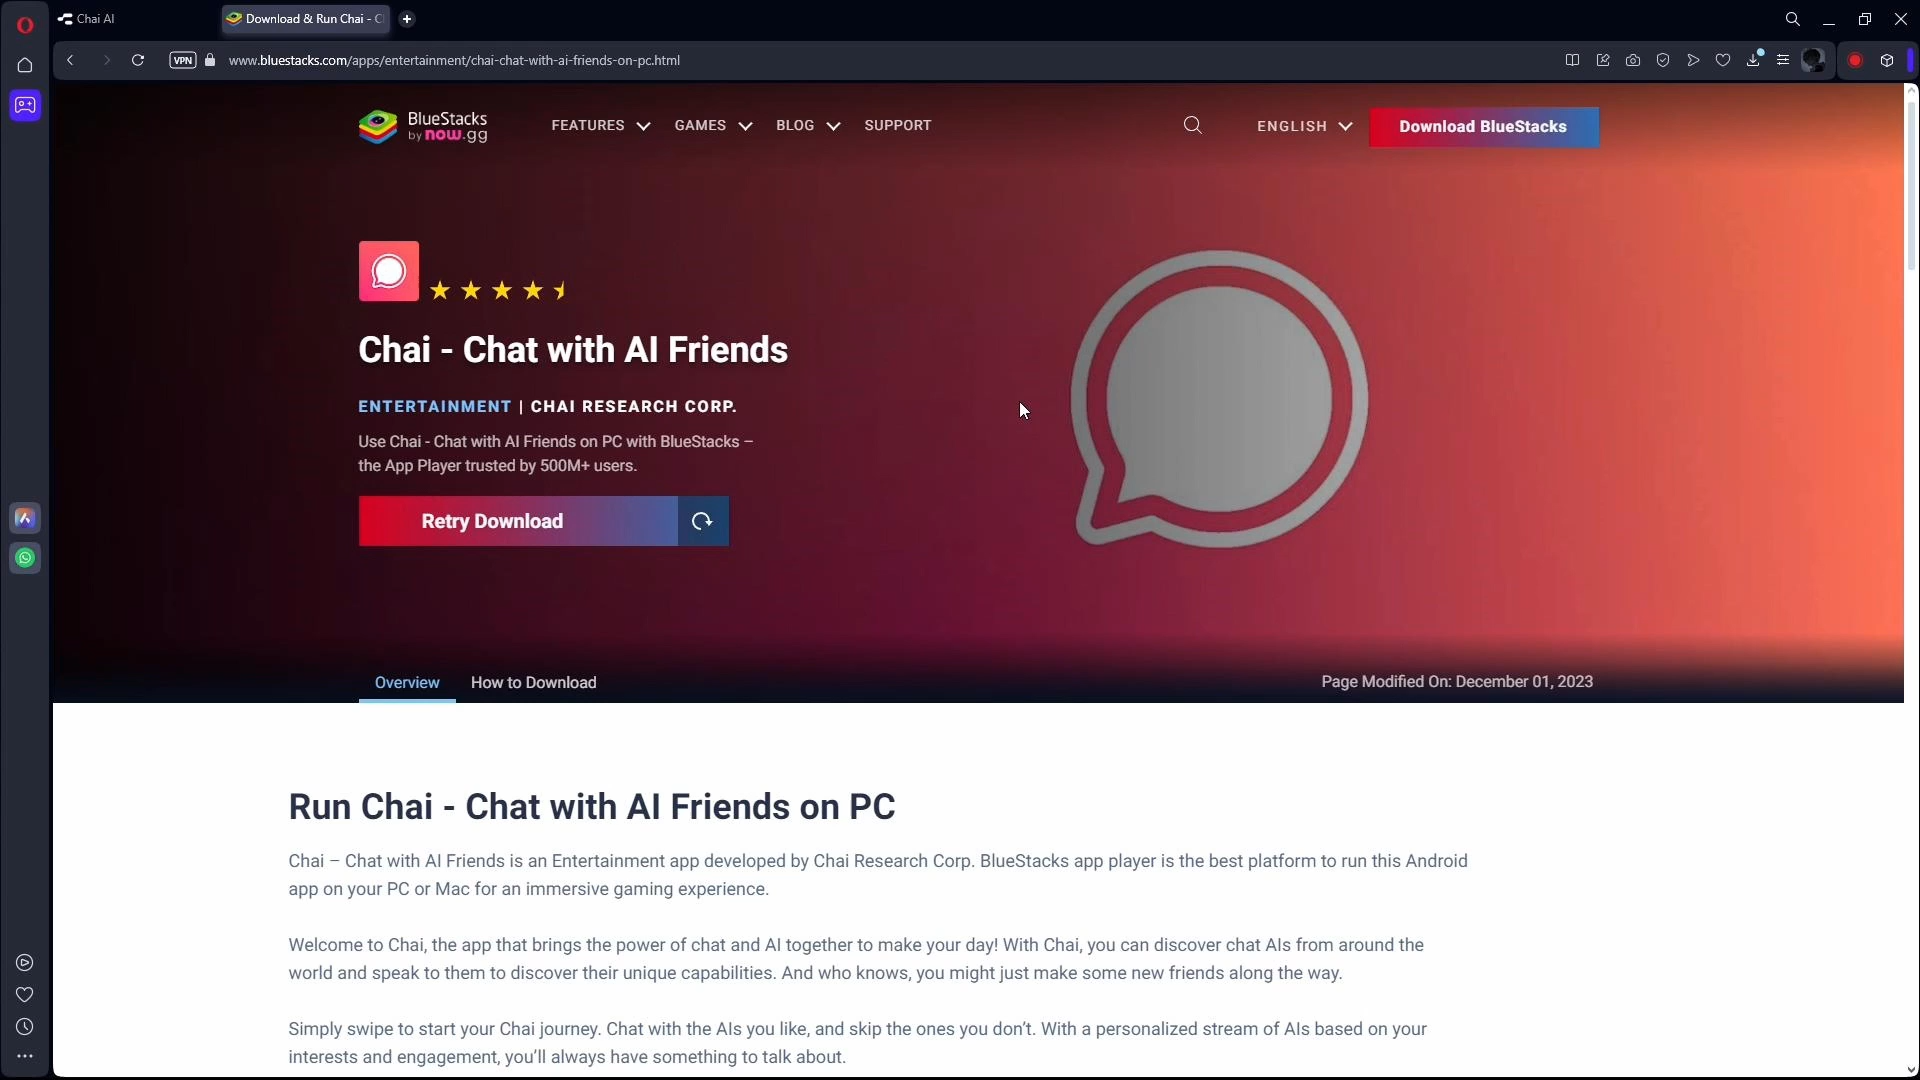 Chai AI
Download & Run Chai - C
VPN
www.bluestacks.com/apps/entertainment/chai-chat-with-ai-friends-on-pc.html
BlueStacks
by now.gg
FEATURES
GAMES
BLOG
SUPPORT
ENGLISH
Download BlueStacks
Chai - Chat with AI Friends
ENTERTAINMENT | CHAI RESEARCH CORP.
Use Chai - Chat with AI Friends on PC with BlueStacks –
the App Player trusted by 500M+ users.
Retry Download
Overview
How to Download
Page Modified On: December 01, 2023
Run Chai - Chat with AI Friends on PC
Chai – Chat with AI Friends is an Entertainment app developed by Chai Research Corp. BlueStacks app player is the best platform to run this Android
app on your PC or Mac for an immersive gaming experience.
Welcome to Chai, the app that brings the power of chat and AI together to make your day! With Chai, you can discover chat AIs from around the
world and speak to them to discover their unique capabilities. And who knows, you might just make some new friends along the way.
Simply swipe to start your Chai journey. Chat with the AIs you like, and skip the ones you don't. With a personalized stream of AIs based on your
interests and engagement, you'll always have something to talk about.